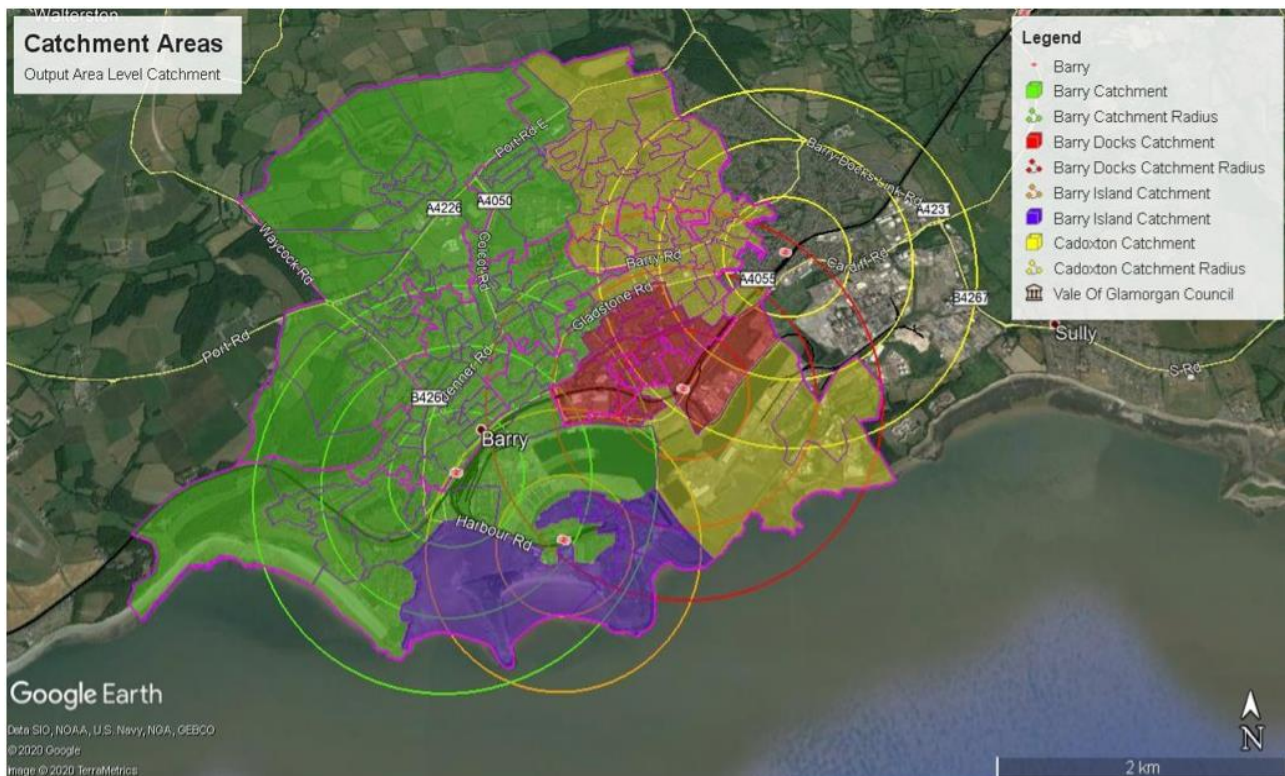 Walterston
Catchment Areas
Output Area Level Catchment
Legend
Barry
Barry Catchment
Barry Catchment Radius
Barry Docks Catchment
Barry Docks Catchment Radius
Barry Island Catchment
Barry Island Catchment
Cadoxton Catchment
Cadoxton Catchment Radius
Vale Of Glamorgan Council
Port-Rd-E
Barry-Docks-Link-Rd
A4050
A4226
A4231
Waycock-Rd
Colcot-Rd
Barry-Rd
Cardiff-Rd
A4055
Gladstone-Rd
B4267
Port-Rd
Sully
Jenner-Rd
S-Rd
Barry
Harbour-Rd
Google Earth
Data SIO, NOAA, U.S. Navy, NGA, GEBCO
© 2020 Google
Image © 2020 TerraMetrics
N
2 km